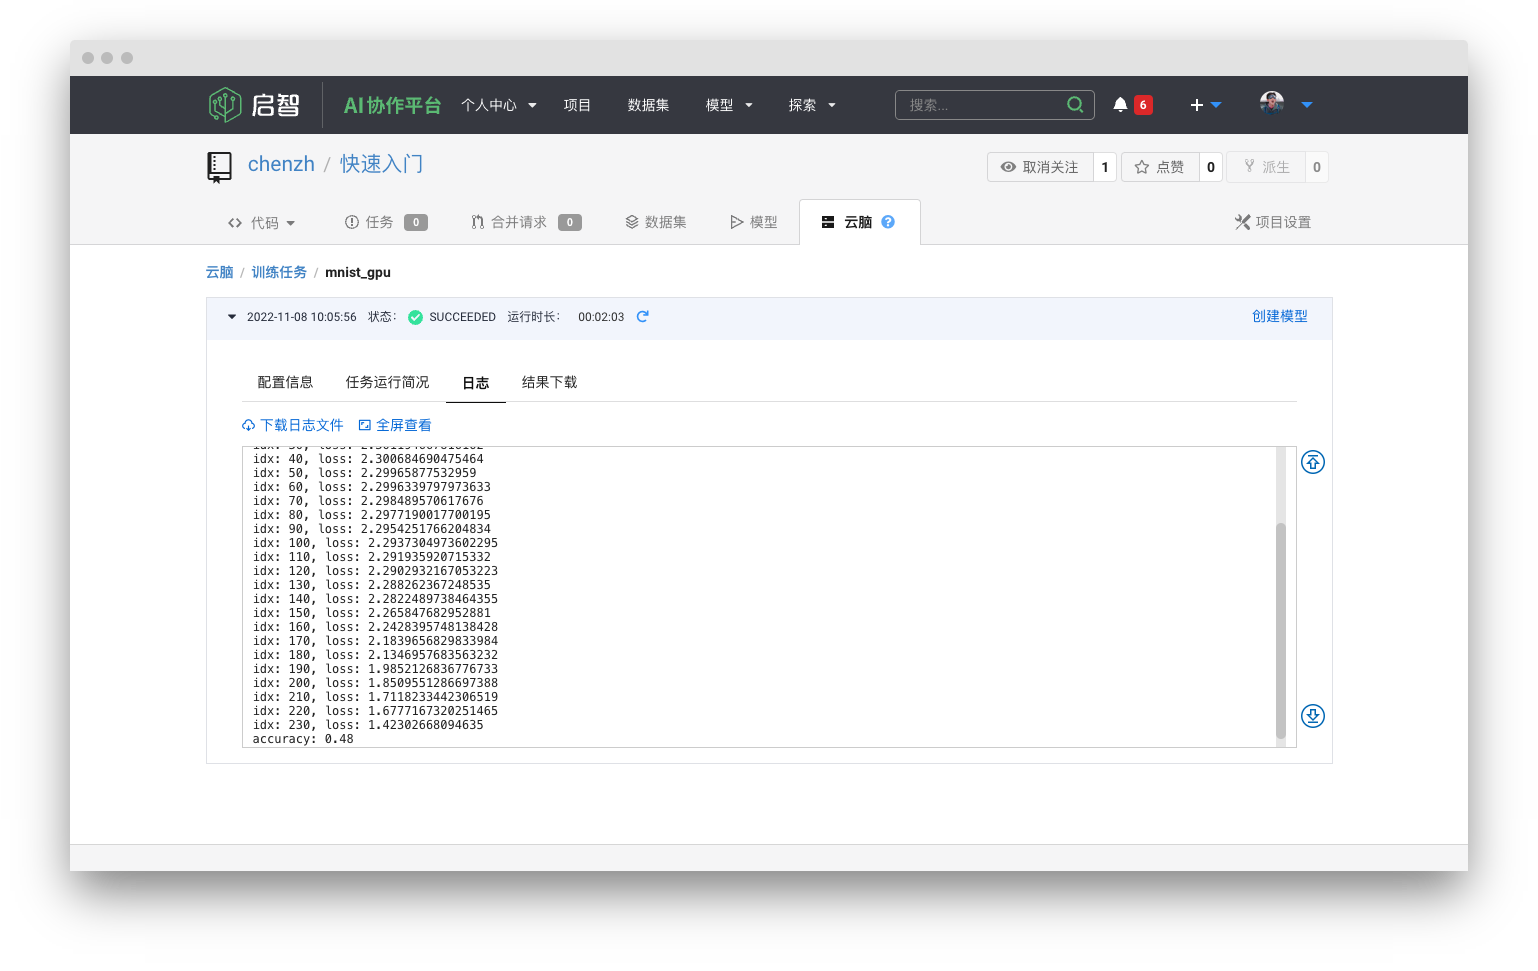 启智 AI协作平台 个人中心 项目 数据集 模型 探索 搜索... 6
chenzh / 快速入门 取消关注 1 点赞 0 派生 0
代码 任务 0 合并请求 0 数据集 模型 云脑 ? 项目设置
云脑 / 训练任务 / mnist_gpu
2022-11-08 10:05:56 状态： SUCCEEDED 运行时长： 00:02:03 创建模型
配置信息 任务运行简况 日志 结果下载
下载日志文件 全屏查看
idx: 40, loss: 2.300684690475464
idx: 50, loss: 2.29965877532959
idx: 60, loss: 2.2996339797973633
idx: 70, loss: 2.298489570617676
idx: 80, loss: 2.2977190017700195
idx: 90, loss: 2.2954251766204834
idx: 100, loss: 2.2937304973602295
idx: 110, loss: 2.291935920715332
idx: 120, loss: 2.2902932167053223
idx: 130, loss: 2.288262367248535
idx: 140, loss: 2.2822489738464355
idx: 150, loss: 2.265847682952881
idx: 160, loss: 2.2428395748138428
idx: 170, loss: 2.1839656829833984
idx: 180, loss: 2.1346957683563232
idx: 190, loss: 1.9852126836776733
idx: 200, loss: 1.8509551286697388
idx: 210, loss: 1.7118233442306519
idx: 220, loss: 1.6777167320251465
idx: 230, loss: 1.42302668094635
accuracy: 0.48